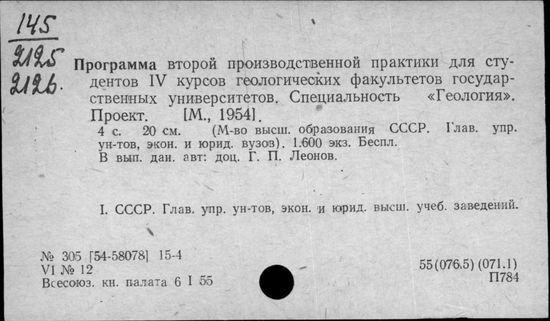 145
2125
2126.
Программа второй производственной практики для сту-
дентов IV курсов геологических факультетов государ-
ственных университетов. Специальность «Геология».
Проект. [М., 1954].
4 с. 20 см. (М-во высш. образования СССР. Глав. упр.
ун-тов, экон. и юрид. вузов). 1.600 экз. Беспл.
В вып. дан. авт: доц. Г. П. Леонов.
I. СССР. Глав. упр. ун-тов, экон. и юрид. высш. учеб. заведений.
№ 305 [54-58078] 15-4
VI № 12
Всесоюз. кн. палата 6 I 55
55(076.5) (071.1)
П784